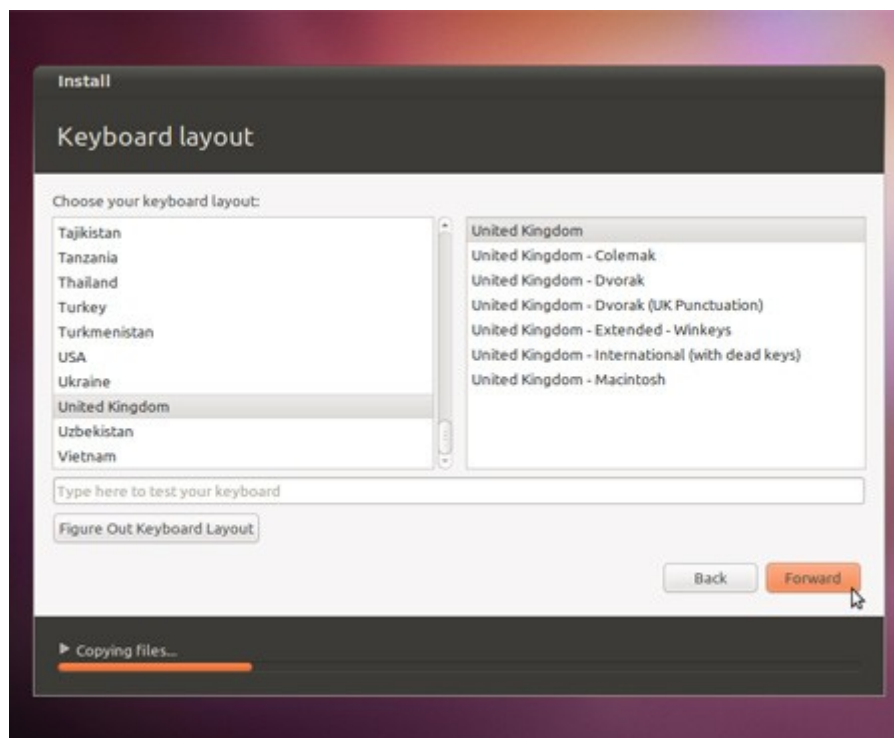 Install
Keyboard layout
Choose your keyboard layout:
Tajikistan
Tanzania
Thailand
Turkey
Turkmenistan
USA
Ukraine
United Kingdom
Uzbekistan
Vietnam
United Kingdom
United Kingdom - Colemak
United Kingdom - Dvorak
United Kingdom - Dvorak (UK Punctuation)
United Kingdom - Extended - Winkeys
United Kingdom - International (with dead keys)
United Kingdom - Macintosh
Type here to test your keyboard
Figure Out Keyboard Layout
Back
Forward
Copying files...